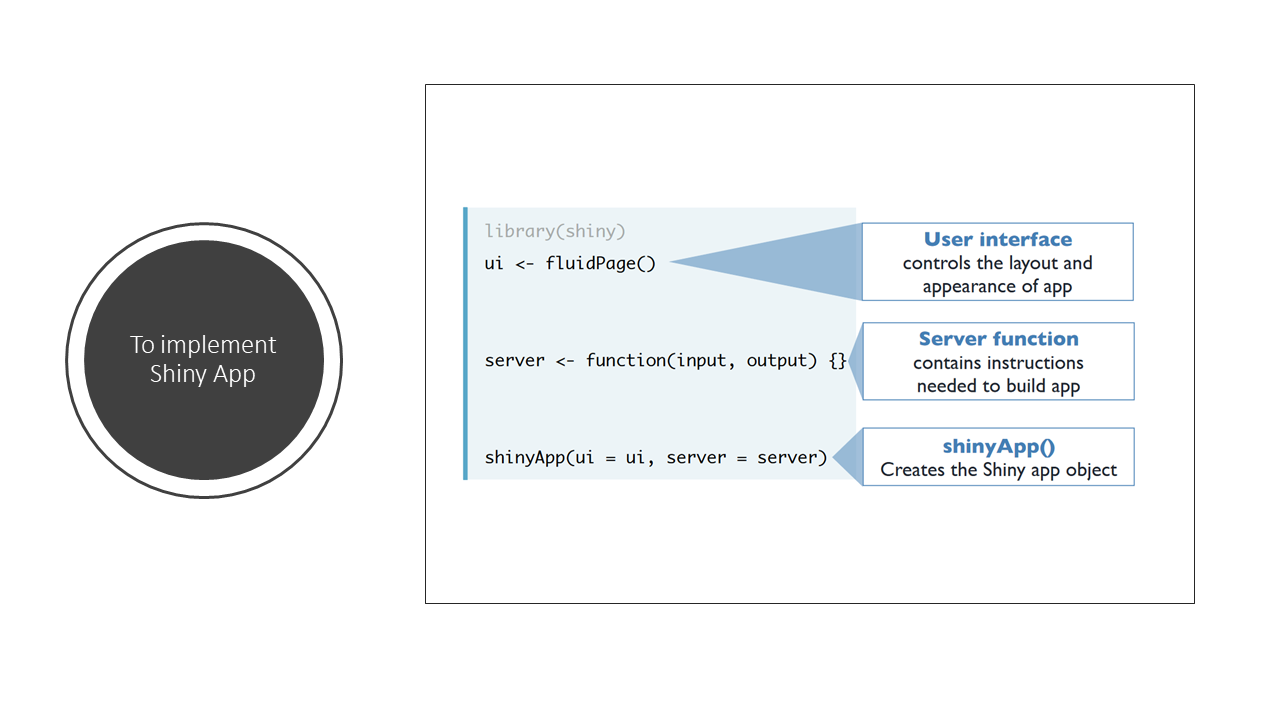 To implement
Shiny App
library(shiny)
ui <- fluidPage()
User interface
controls the layout and
appearance of app
server <- function(input, output) {}
Server function
contains instructions
needed to build app
shinyApp(ui = ui, server = server)
shinyApp()
Creates the Shiny app object